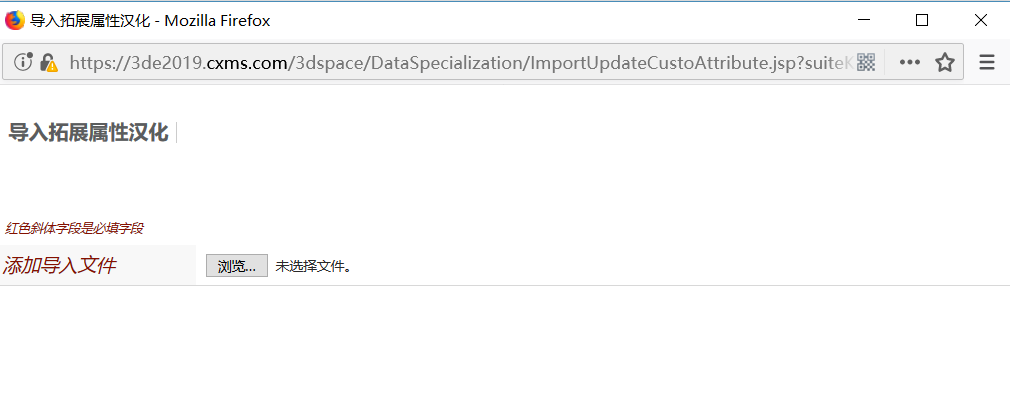 导入拓展属性汉化 - Mozilla Firefox
https://3de2019.cxms.com/3dspace/DataSpecialization/ImportUpdateCustoAttribute.jsp?suiteK
导入拓展属性汉化
红色斜体字段是必填字段
添加导入文件 浏览... 未选择文件。